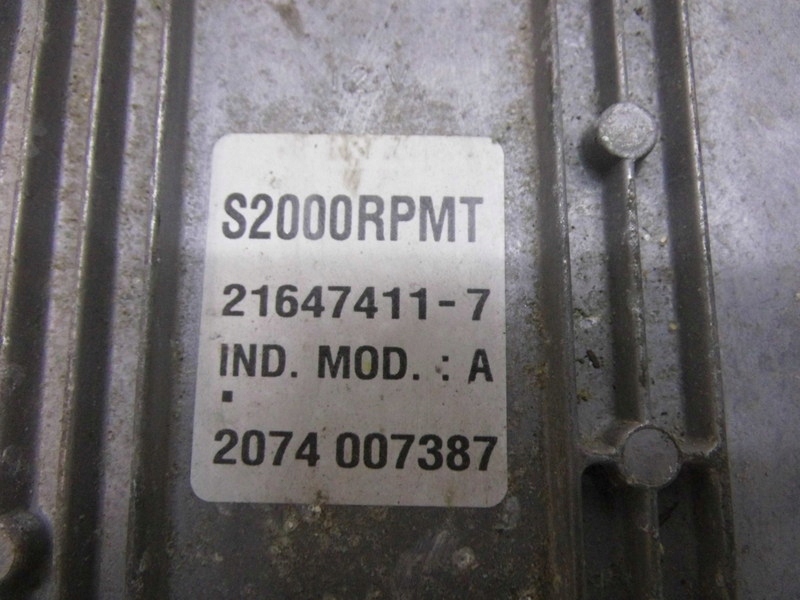 S2000RPMT
21647411-7
IND. MOD. : A
.
2074 007387